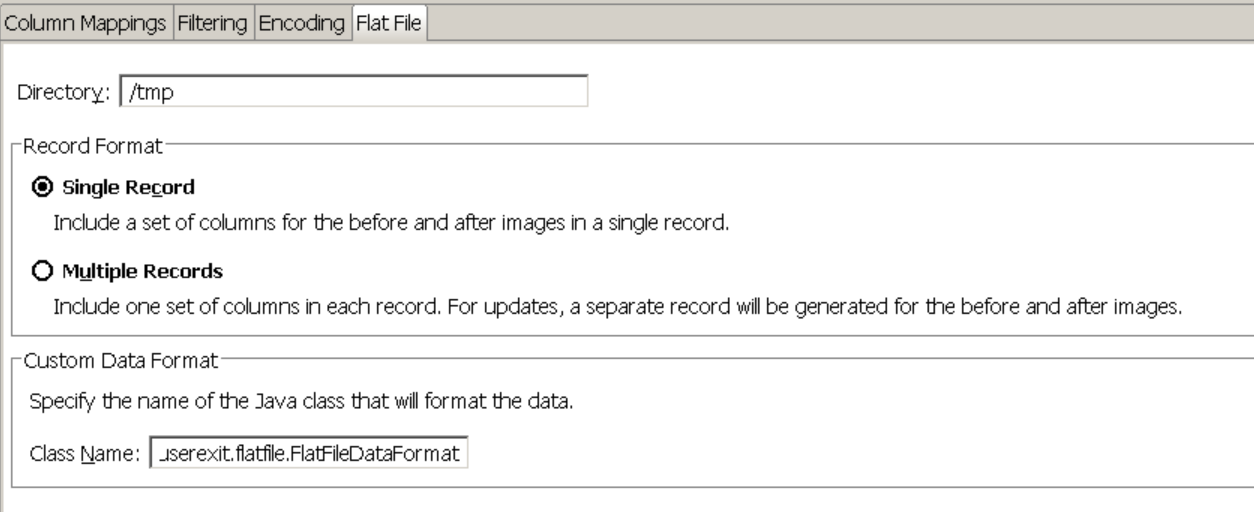 Column Mappings Filtering Encoding Flat File
Directory: /tmp
Record Format
Single Record
Include a set of columns for the before and after images in a single record.
Multiple Records
Include one set of columns in each record. For updates, a separate record will be generated for the before and after images.
Custom Data Format
Specify the name of the Java class that will format the data.
Class Name: userexit.flatfile.FlatFileDataFormat